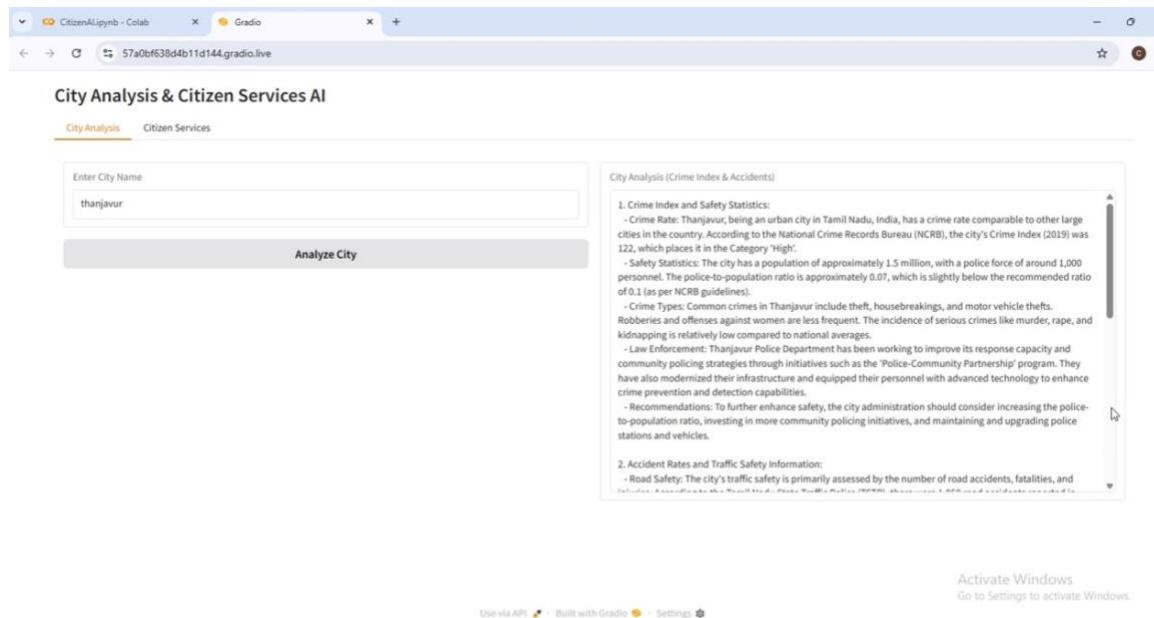 CitizenAI.ipynb - Colab
Gradio
57a0bf638d4b11d144.gradio.live
City Analysis & Citizen Services AI
City Analysis
Citizen Services
Enter City Name
thanjavur
Analyze City
City Analysis (Crime Index & Accidents)
1. Crime Index and Safety Statistics:
- Crime Rate: Thanjavur, being an urban city in Tamil Nadu, India, has a crime rate comparable to other large
cities in the country. According to the National Crime Records Bureau (NCRB), the city's Crime Index (2019) was
122, which places it in the Category 'High'.
- Safety Statistics: The city has a population of approximately 1.5 million, with a police force of around 1,000
personnel. The police-to-population ratio is approximately 0.07, which is slightly below the recommended ratio
of 0.1 (as per NCRB guidelines).
- Crime Types: Common crimes in Thanjavur include theft, housebreakings, and motor vehicle thefts.
Robberies and offenses against women are less frequent. The incidence of serious crimes like murder, rape, and
kidnapping is relatively low compared to national averages.
- Law Enforcement: Thanjavur Police Department has been working to improve its response capacity and
community policing strategies through initiatives such as the 'Police-Community Partnership' program. They
have also modernized their infrastructure and equipped their personnel with advanced technology to enhance
crime prevention and detection capabilities.
- Recommendations: To further enhance safety, the city administration should consider increasing the police-
to-population ratio, investing in more community policing initiatives, and maintaining and upgrading police
stations and vehicles.
2. Accident Rates and Traffic Safety Information:
- Road Safety: The city's traffic safety is primarily assessed by the number of road accidents, fatalities, and
Activate Windows
Go to Settings to activate Windows.
Use via API · Built with Gradio · Settings